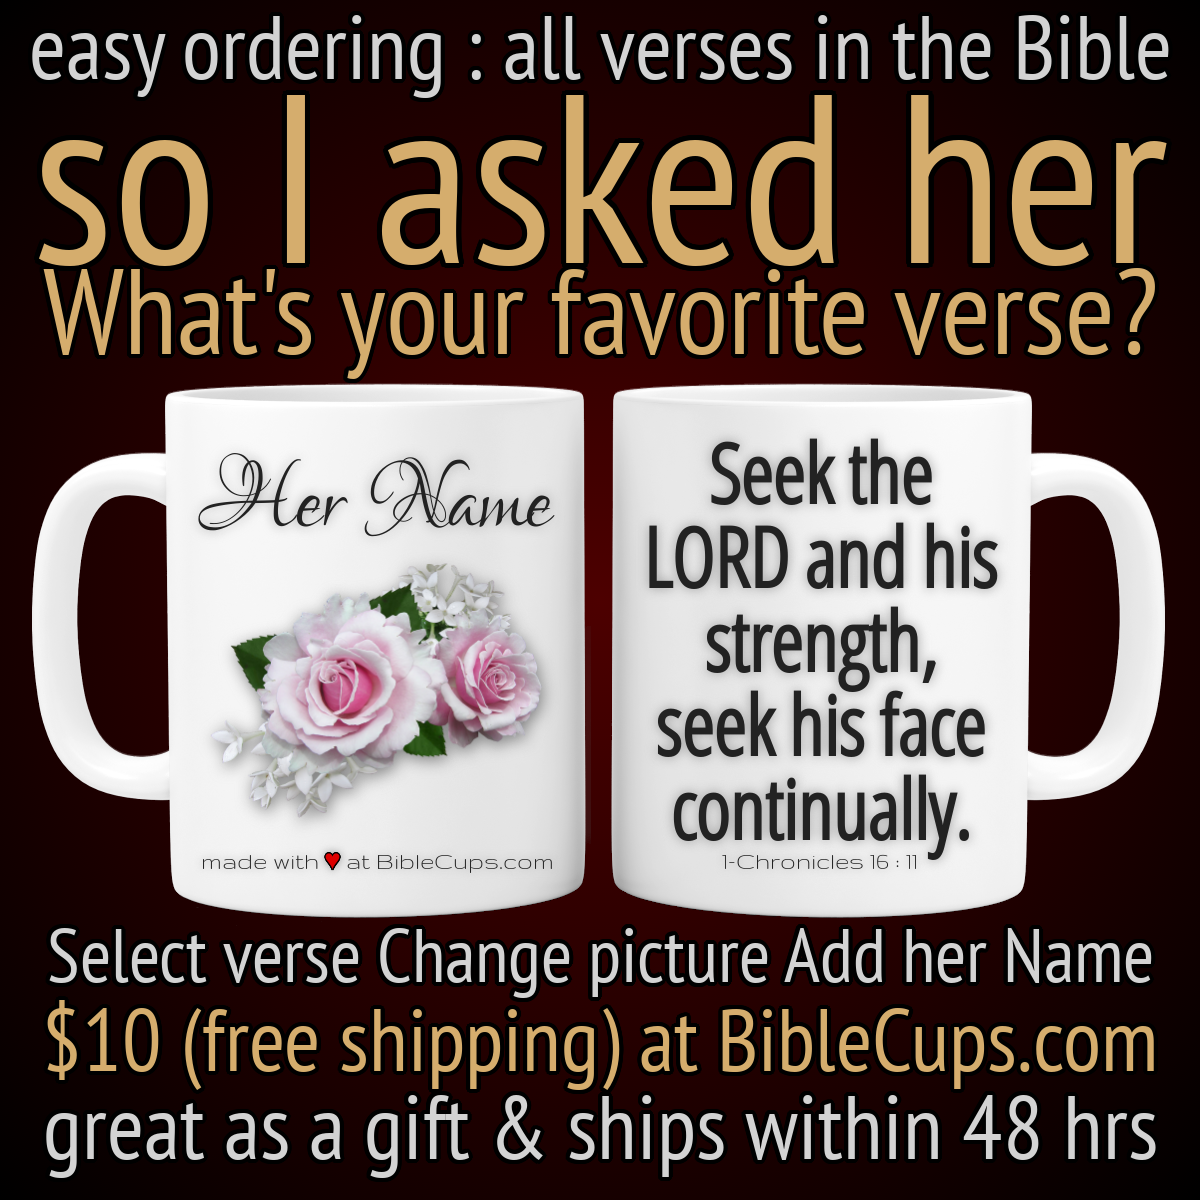 easy ordering : all verses in the Bible
so I asked her
What's your favorite verse?
Her Name
made with ♥ at BibleCups.com
Seek the
LORD and his
strength,
seek his face
continually.
1-Chronicles 16 : 11
Select verse Change picture Add her Name
$10 (free shipping) at BibleCups.com
great as a gift & ships within 48 hrs